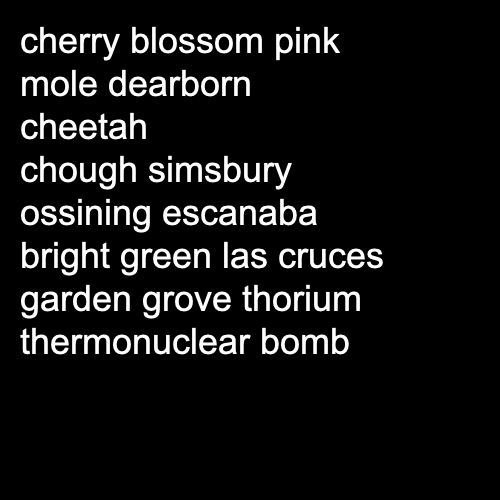 cherry blossom pink
mole dearborn
cheetah
chough simsbury
ossining escanaba
bright green las cruces
garden grove thorium
thermonuclear bomb